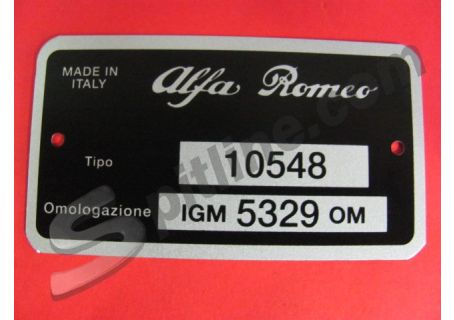 MADE IN
ITALY
Alfa Romeo
Tipo 10548
Omologazione IGM 5329 OM
Spitline.com